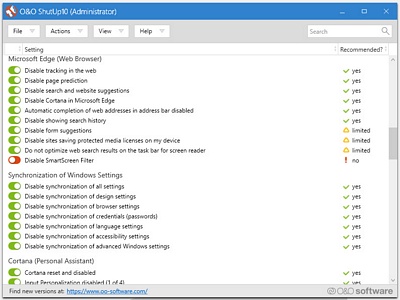 O&O ShutUp10 (Administrator)
File Actions View Help Search
Setting Recommended?
Microsoft Edge (Web Browser)
Disable tracking in the web yes
Disable page prediction yes
Disable search and website suggestions yes
Disable Cortana in Microsoft Edge yes
Automatic completion of web addresses in address bar disabled yes
Disable showing search history yes
Disable form suggestions limited
Disable sites saving protected media licenses on my device limited
Do not optimize web search results on the task bar for screen reader limited
Disable SmartScreen Filter no
Synchronization of Windows Settings
Disable synchronization of all settings yes
Disable synchronization of design settings yes
Disable synchronization of browser settings yes
Disable synchronization of credentials (passwords) yes
Disable synchronization of language settings yes
Disable synchronization of accessibility settings yes
Disable synchronization of advanced Windows settings yes
Cortana (Personal Assistant)
Cortana reset and disabled yes
Input Personalization disabled (1 of 4) yes
Find new versions at: https://www.oo-software.com/ O&O software